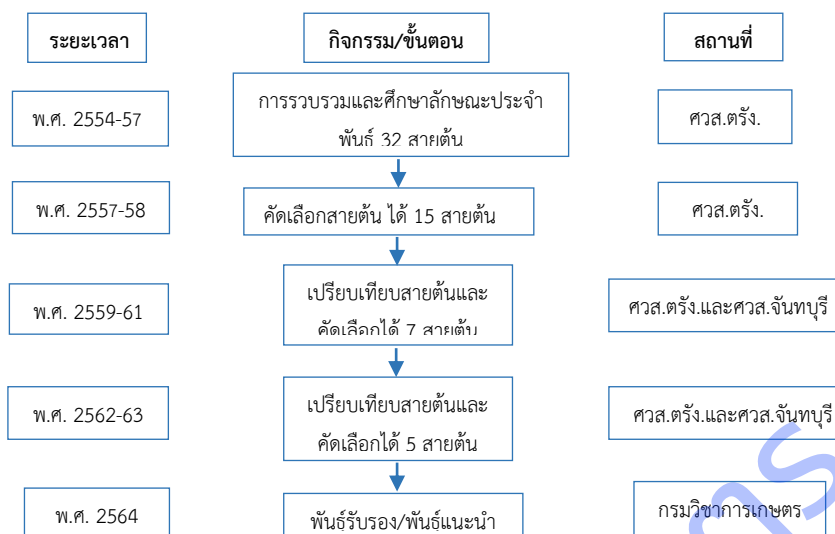 ระยะเวลา กิจกรรม/ขั้นตอน สถานที่
พ.ศ. 2554-57 การรวบรวมและศึกษาลักษณะประจำ ศวส.ตรัง.
พันธุ์ 32 สายต้น
พ.ศ. 2557-58 คัดเลือกสายต้น ได้ 15 สายต้น ศวส.ตรัง.
พ.ศ. 2559-61 เปรียบเทียบสายต้นและ ศวส.ตรัง.และศวส.จันทบุรี
คัดเลือกได้ 7 สายต้น
พ.ศ. 2562-63 เปรียบเทียบสายต้นและ ศวส.ตรัง.และศวส.จันทบุรี
คัดเลือกได้ 5 สายต้น
พ.ศ. 2564 พันธุ์รับรอง/พันธุ์แนะนำ กรมวิชาการเกษตร